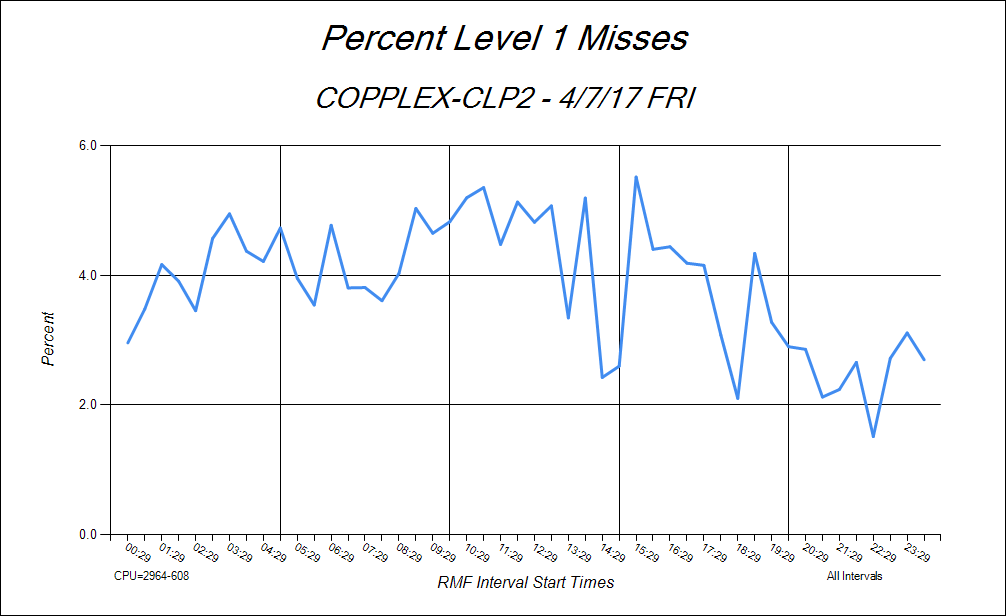 Percent Level 1 Misses
COPPLEX-CLP2 - 4/7/17 FRI
6.0
4.0
Percent
2.0
0.0
00:29 01:29 02:29 03:29 04:29 05:29 06:29 07:29 08:29 09:29 10:29 11:29 12:29 13:29 14:29 15:29 16:29 17:29 18:29 19:29 20:29 21:29 22:29 23:29
CPU=2964-608 All Intervals
RMF Interval Start Times